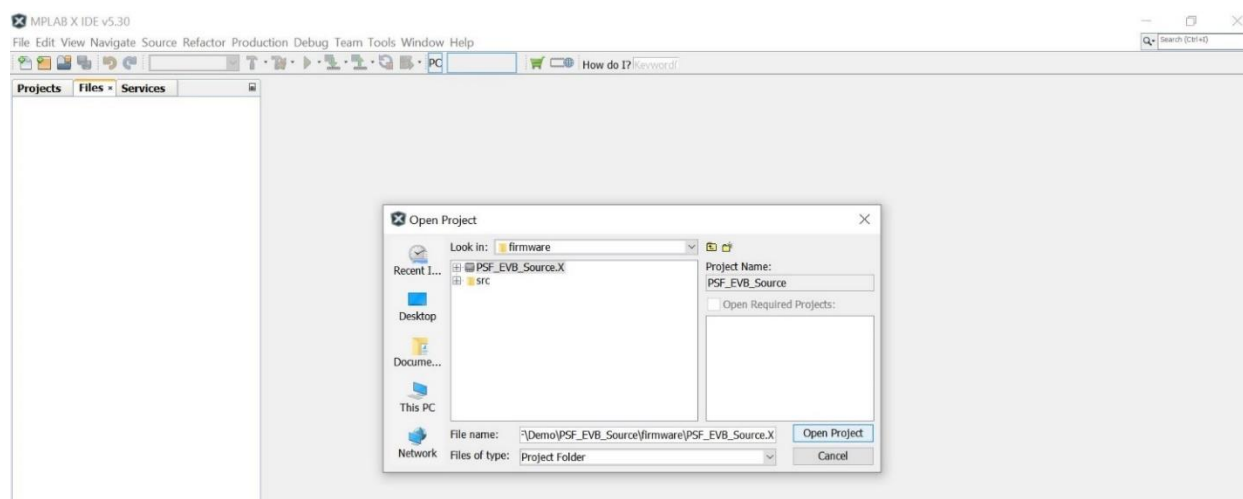 MPLAB X IDE v5.30
File Edit View Navigate Source Refactor Production Debug Team Tools Window Help
Search (Ctrl+I)
PC
How do I? Keyword(
Projects Files × Services
Open Project
Look in: firmware
Recent I...
PSF_EVB_Source.X
src
Project Name:
PSF_EVB_Source
Open Required Projects:
Desktop
Docume...
This PC
Network
File name: \Demo\PSF_EVB_Source\firmware\PSF_EVB_Source.X
Open Project
Files of type: Project Folder
Cancel